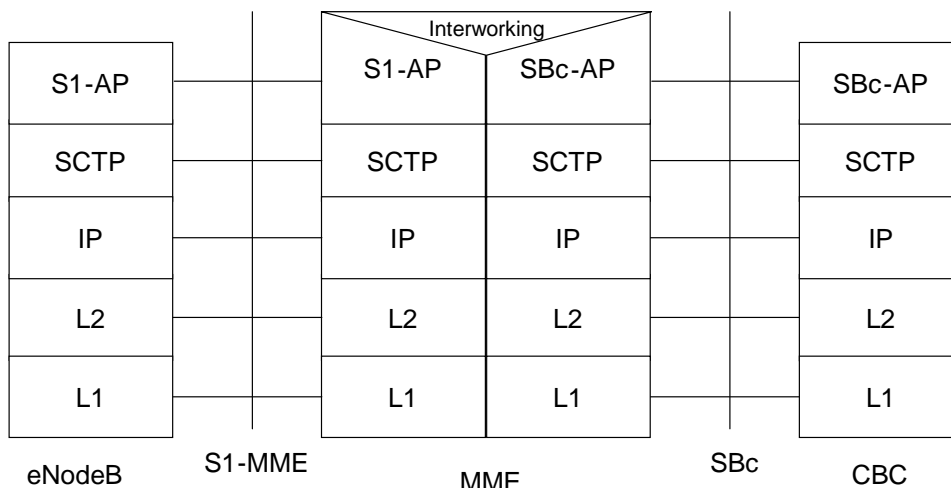 Interworking
S1-AP S1-AP SBc-AP SBc-AP
SCTP SCTP SCTP SCTP
IP IP IP IP
L2 L2 L2 L2
L1 L1 L1 L1
eNodeB S1-MME MME SBc CBC